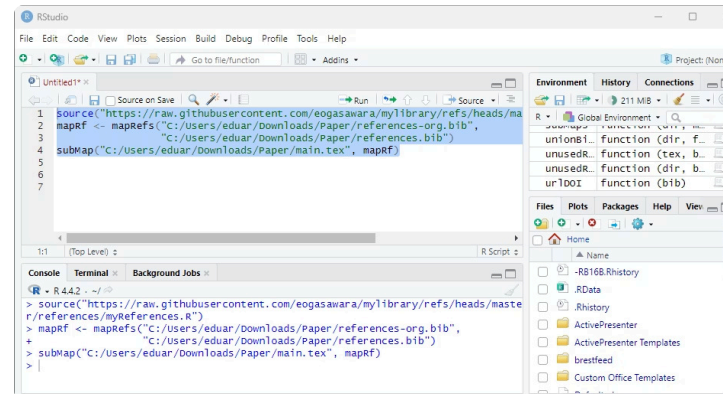 RStudio
File Edit Code View Plots Session Build Debug Profile Tools Help
Go to file/function Addins Project: (Non
Untitled1*
Source on Save Run Source
1 source("https://raw.githubusercontent.com/eogasawara/mylibrary/refs/heads/ma
2 mapRf <- mapRefs("C:/Users/eduar/Downloads/Paper/references-org.bib",
3 "C:/Users/eduar/Downloads/Paper/references.bib")
4 subMap("C:/Users/eduar/Downloads/Paper/main.tex", mapRf)
5
6
7
1:1 (Top Level) R Script
Console Terminal Background Jobs
R 4.4.2 . ~/
> source("https://raw.githubusercontent.com/eogasawara/mylibrary/refs/heads/maste
r/references/myReferences.R")
> mapRf <- mapRefs("C:/Users/eduar/Downloads/Paper/references-org.bib",
+ "C:/Users/eduar/Downloads/Paper/references.bib")
> subMap("C:/Users/eduar/Downloads/Paper/main.tex", mapRf)
>
Environment History Connections
211 MiB
R Global Environment
unionBi… function (dir, f…
unusedR… function (tex, b…
unusedR… function (dir, b…
urlDOI function (bib)
Files Plots Packages Help View
Home
Name
-RB16B.Rhistory
.RData
.Rhistory
ActivePresenter
ActivePresenter Templates
brestfeed
Custom Office Templates